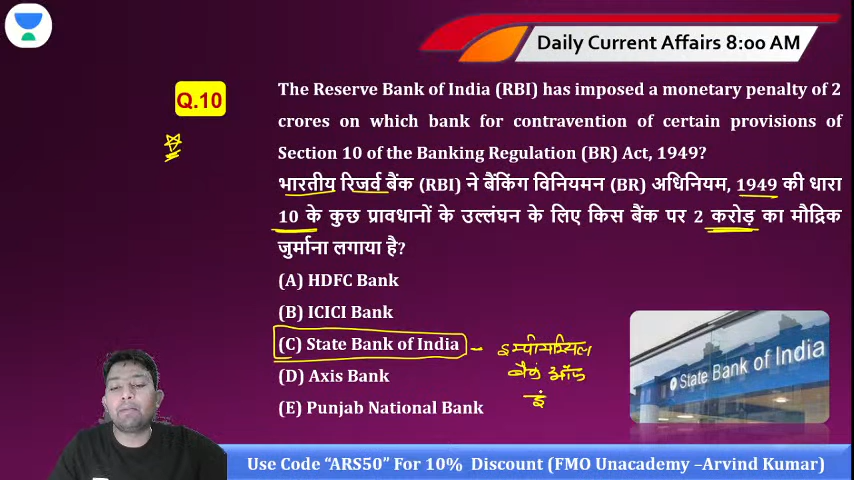 Daily Current Affairs 8:00 AM
Q.10
The Reserve Bank of India (RBI) has imposed a monetary penalty of 2
crores on which bank for contravention of certain provisions of
Section 10 of the Banking Regulation (BR) Act, 1949?
भारतीय रिजर्व बैंक (RBI) ने बैंकिंग विनियमन (BR) अधिनियम, 1949 की धारा
10 के कुछ प्रावधानों के उल्लंघन के लिए किस बैंक पर 2 करोड़ का मौद्रिक
जुर्माना लगाया है?
(A) HDFC Bank
(B) ICICI Bank
(C) State Bank of India
(D) Axis Bank
(E) Punjab National Bank
बैंक ऑफ
इं
State Bank of India
Use Code “ARS50” For 10% Discount (FMO Unacademy –Arvind Kumar)